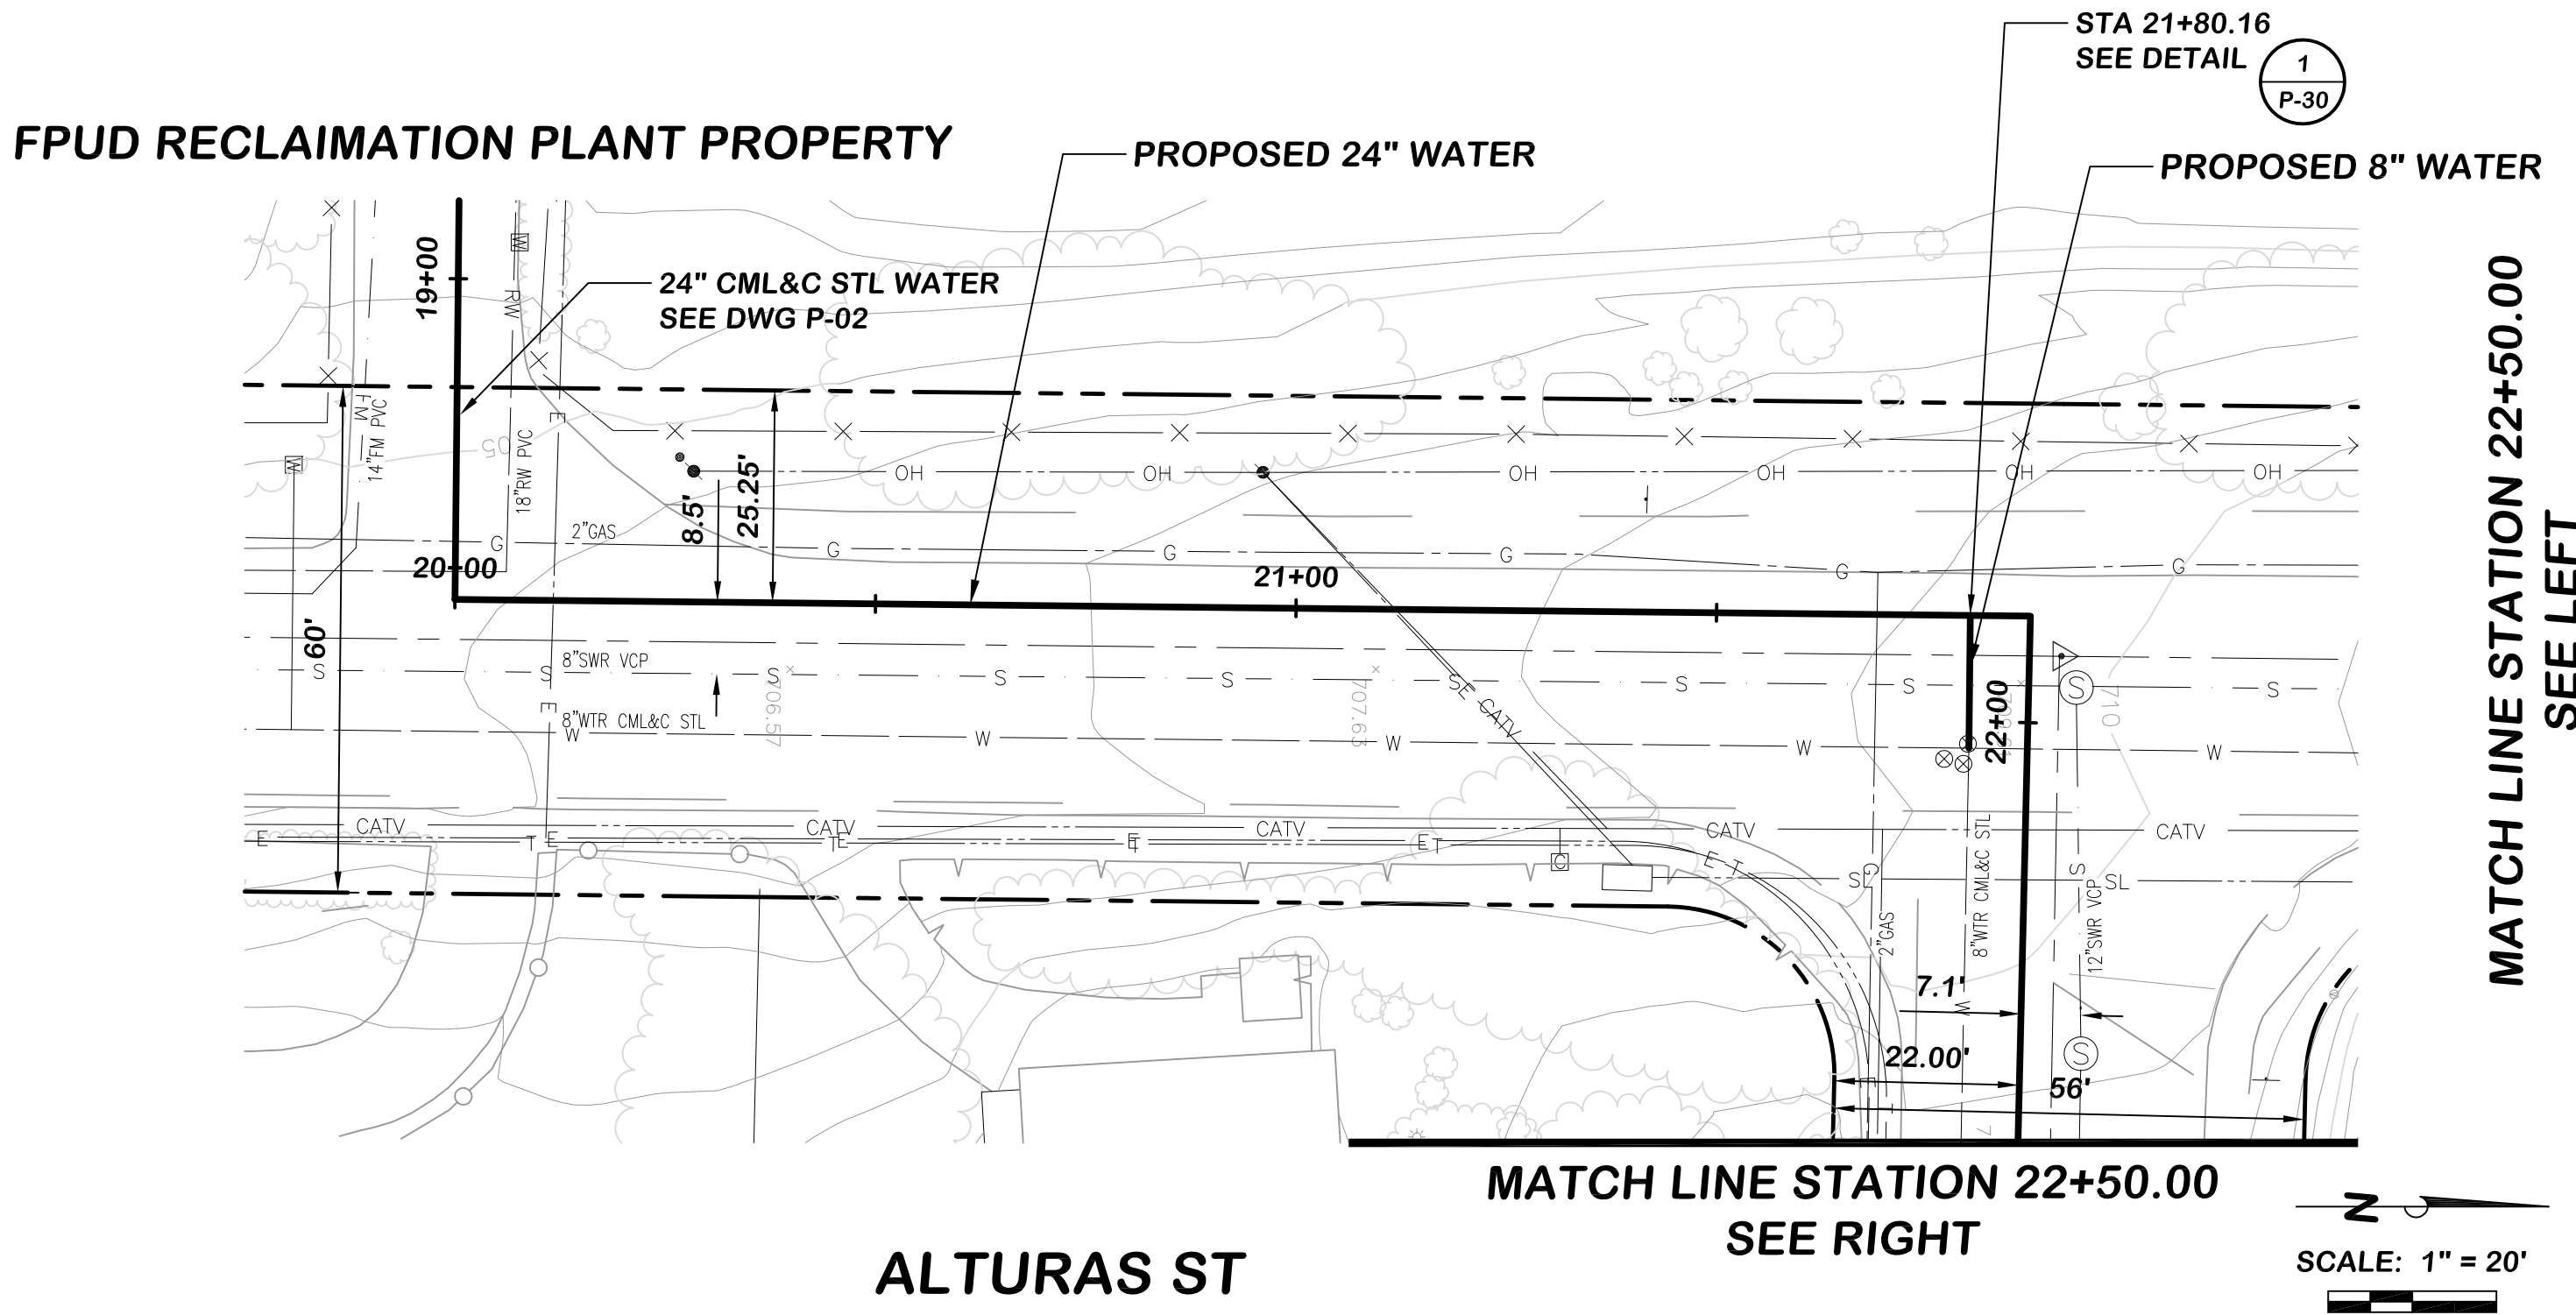 STA 21+80.16
SEE DETAIL
1
P-30
FPUD RECLAIMATION PLANT PROPERTY
PROPOSED 24" WATER
PROPOSED 8" WATER
19+00
W
RW
24" CML&C STL WATER
SEE DWG P-02
FM
14"FM PVC
E
18"RW PVC
05
W
OH
OH
OH
OH
OH
OH
8.5'
25.25'
2"GAS
G
G
G
G
G
G
20+00
21+00
60'
8"SWR VCP
S
S
S
S
S
S
S
S
S
S
E
CATV
E
8"WTR CML&C STL
W
W
W
W
W
706.57
707.63
22+00
710
CATV
CATV
CATV
CATV
CATV
E
T
E
T
E
E
T
E
T
E
T
C
SL
G
SL
S
2"GAS
8"WTR CML&C STL
12"SWR VCP
7.1'
W
S
22.00'
56'
MATCH LINE STATION 22+50.00
SEE LEFT
MATCH LINE STATION 22+50.00
SEE RIGHT
ALTURAS ST
N
SCALE: 1" = 20'